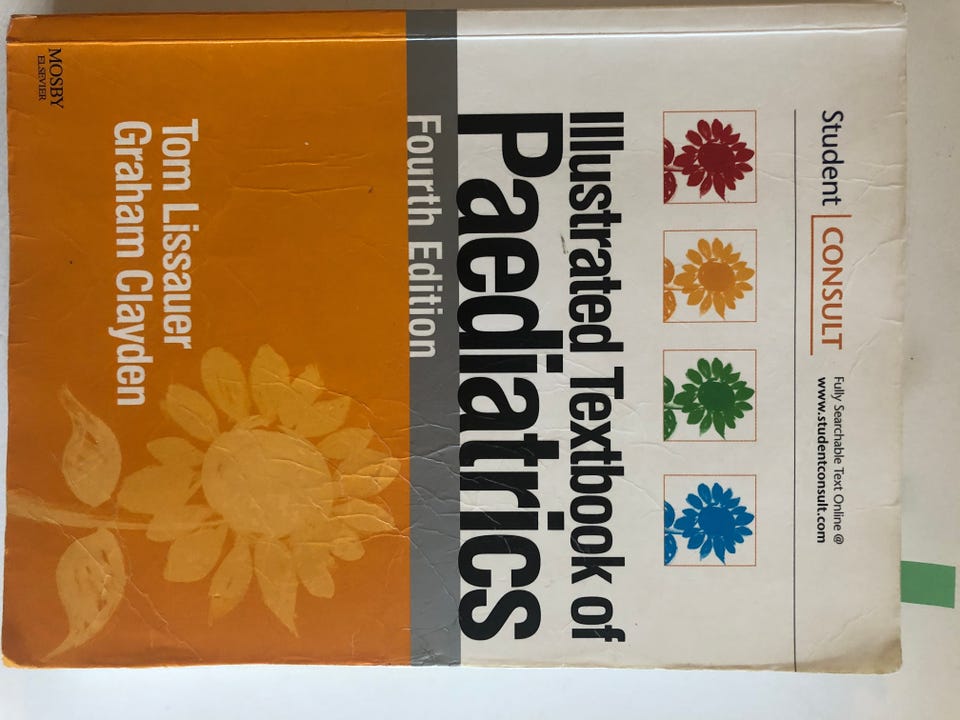 Student CONSULT
Fully Searchable Text Online @
www.studentconsult.com
Illustrated Textbook of
Paediatrics
Fourth Edition
Tom Lissauer
Graham Clayden
MOSBY
ELSEVIER